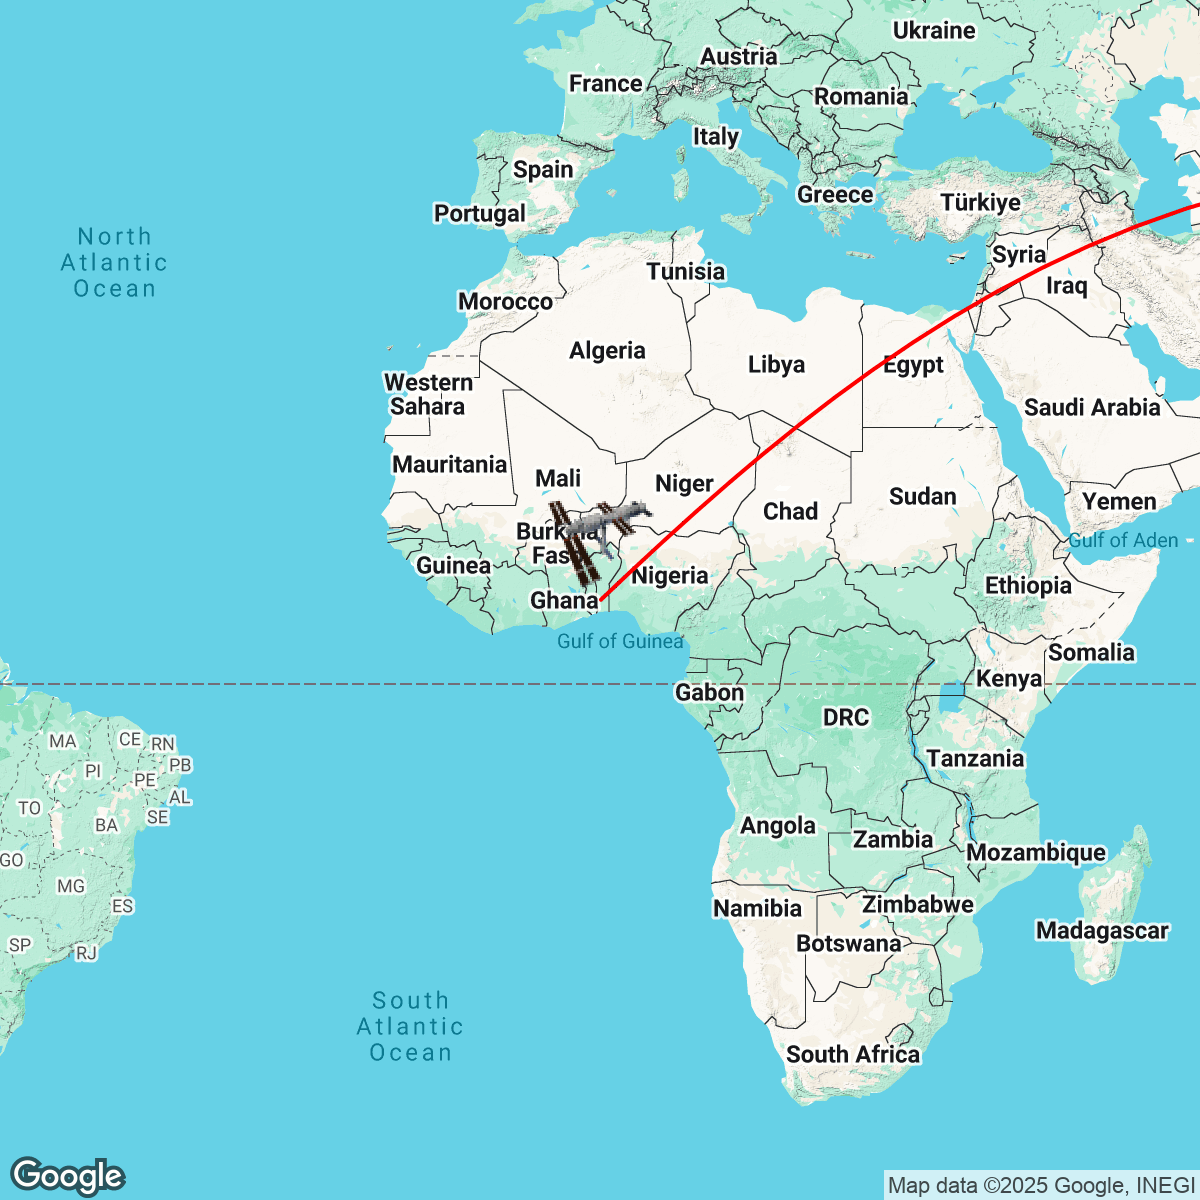 Ukraine
Austria
France
Romania
Italy
Spain
Greece
Türkiye
Portugal
North
Atlantic
Ocean
Syria
Tunisia
Iraq
Morocco
Algeria
Libya
Egypt
Western
Sahara
Saudi Arabia
Mauritania
Mali
Niger
Sudan
Yemen
Chad
Burkina
Faso
Gulf of Aden
Guinea
Nigeria
Ethiopia
Ghana
Gulf of Guinea
Somalia
Kenya
Gabon
DRC
MA
CE
RN
PB
PI
PE
Tanzania
AL
TO
SE
BA
Angola
Zambia
Mozambique
GO
MG
ES
Namibia
Zimbabwe
Madagascar
SP
RJ
Botswana
South
Atlantic
Ocean
South Africa
Google
Map data ©2025 Google, INEGI